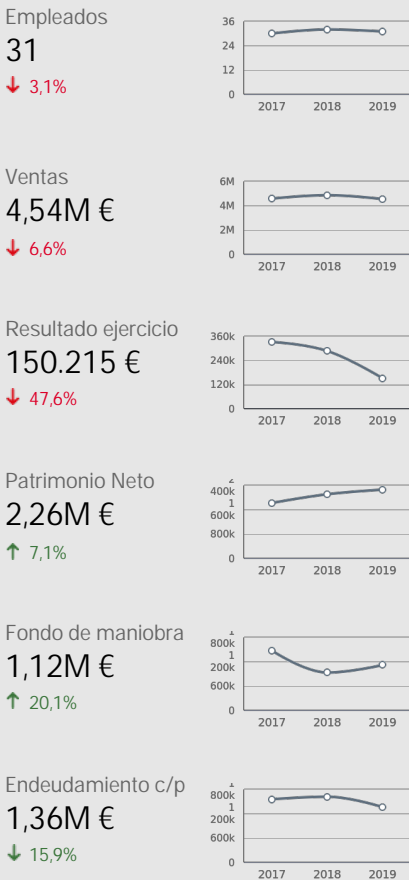 Empleados
31
3,1%
36
24
12
0
2017 2018 2019
Ventas
4,54M €
6,6%
6M
4M
2M
0
2017 2018 2019
Resultado ejercicio
150.215 €
47,6%
360k
240k
120k
0
2017 2018 2019
Patrimonio Neto
2,26M €
7,1%
400k
1
600k
800k
0
2017 2018 2019
Fondo de maniobra
1,12M €
20,1%
800k
1
200k
600k
0
2017 2018 2019
Endeudamiento c/p
1,36M €
15,9%
800k
1
200k
600k
0
2017 2018 2019